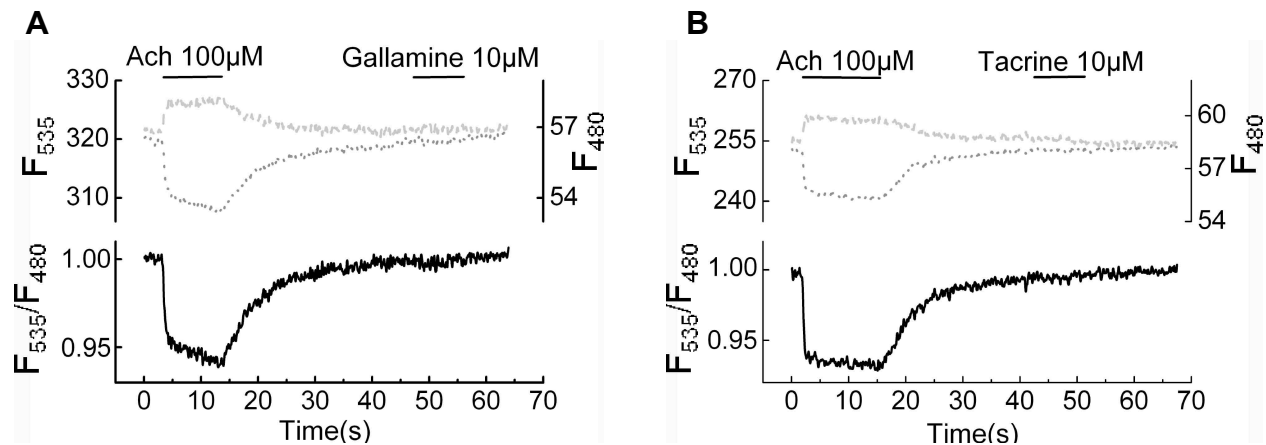 A
Ach 100µM
Gallamine 10µM
330
320
310
F535
57
54
F480
1.00
0.95
F535/F480
0 10 20 30 40 50 60 70
Time(s)
B
Ach 100µM
Tacrine 10µM
270
255
240
F535
60
58
57
54
F480
1.00
0.95
F535/F480
0 10 20 30 40 50 60 70
Time(s)